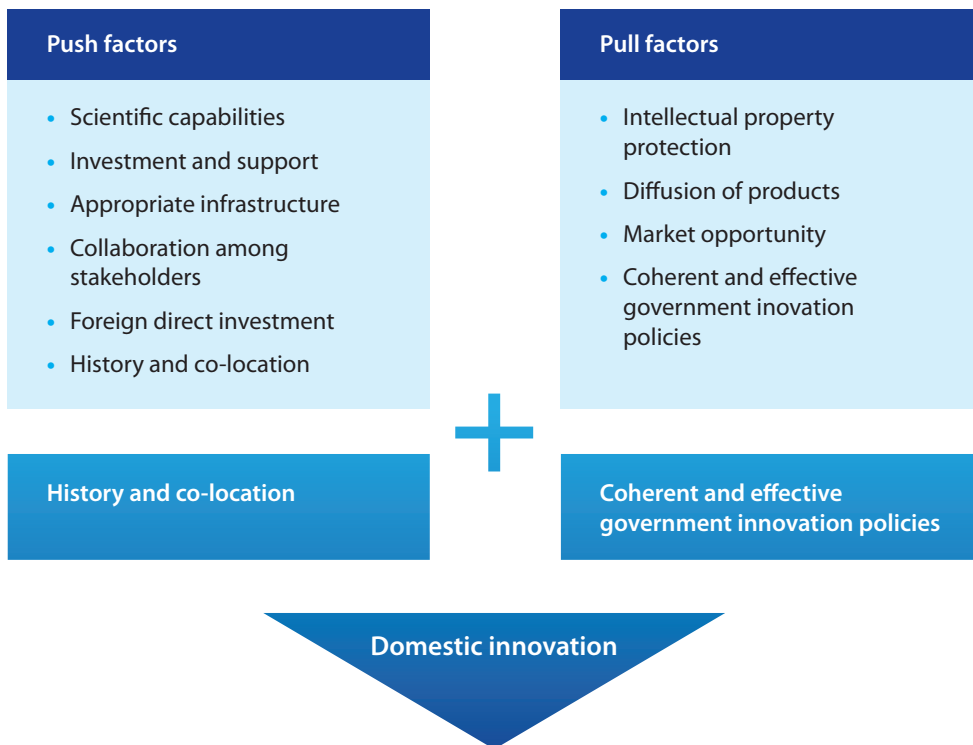 Push factors
• Scientific capabilities
• Investment and support
• Appropriate infrastructure
• Collaboration among
stakeholders
• Foreign direct investment
• History and co-location
History and co-location
Pull factors
• Intellectual property
protection
• Diffusion of products
• Market opportunity
• Coherent and effective
government inovation
policies
Coherent and effective
government innovation policies
Domestic innovation